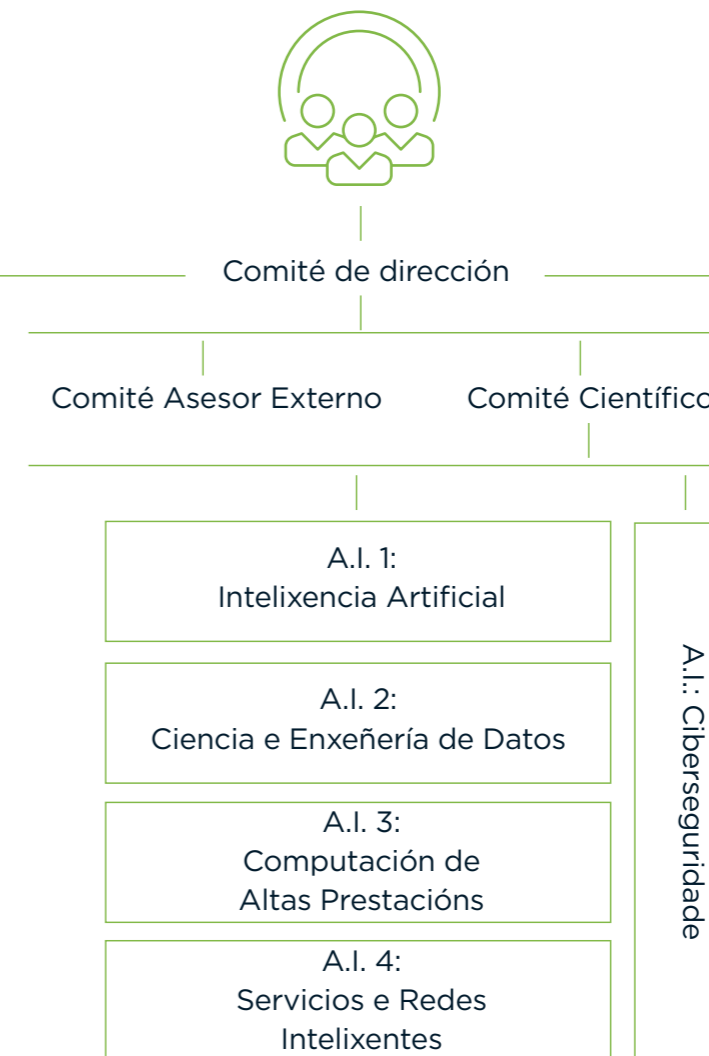 Comité de dirección
Comité Asesor Externo
Comité Científico
A.I. 1:
Intelixencia Artificial
A.I. 2:
Ciencia e Enxeñería de Datos
A.I. 3:
Computación de
Altas Prestacións
A.I. 4:
Servicios e Redes
Intelixentes
A.I.: Ciberseguridade